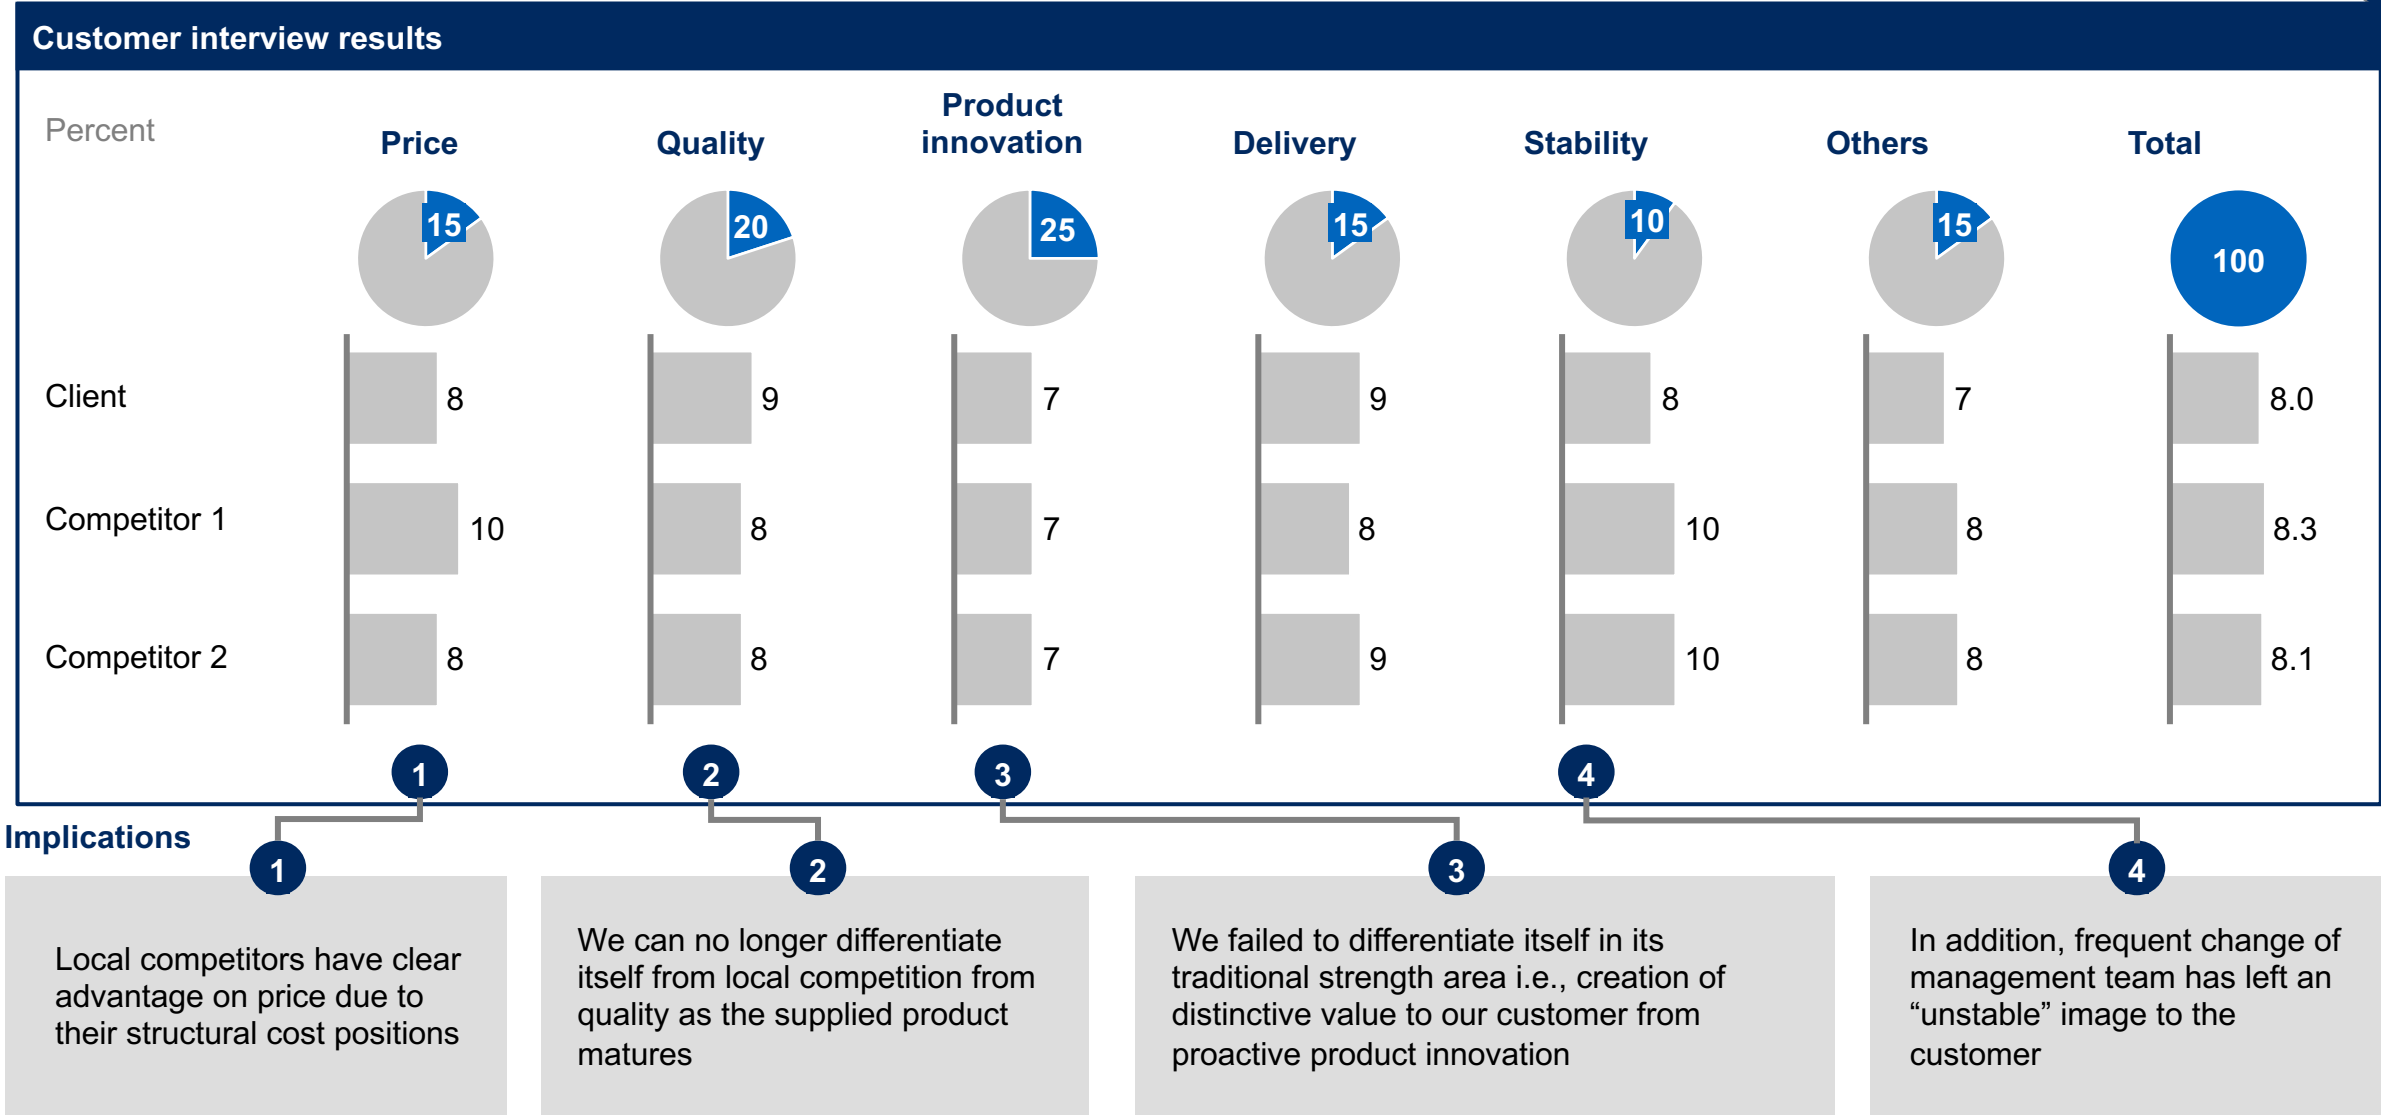 Customer interview results
Percent
Price
Quality
Product
innovation
Delivery
Stability
Others
Total
15
20
25
15
10
15
100
Client
8
9
7
9
8
7
8.0
Competitor 1
10
8
7
8
10
8
8.3
Competitor 2
8
8
7
9
10
8
8.1
1
2
3
4
Implications
1
2
3
4
Local competitors have clear
advantage on price due to
their structural cost positions
We can no longer differentiate
itself from local competition from
quality as the supplied product
matures
We failed to differentiate itself in its
traditional strength area i.e., creation of
distinctive value to our customer from
proactive product innovation
In addition, frequent change of
management team has left an
“unstable” image to the
customer